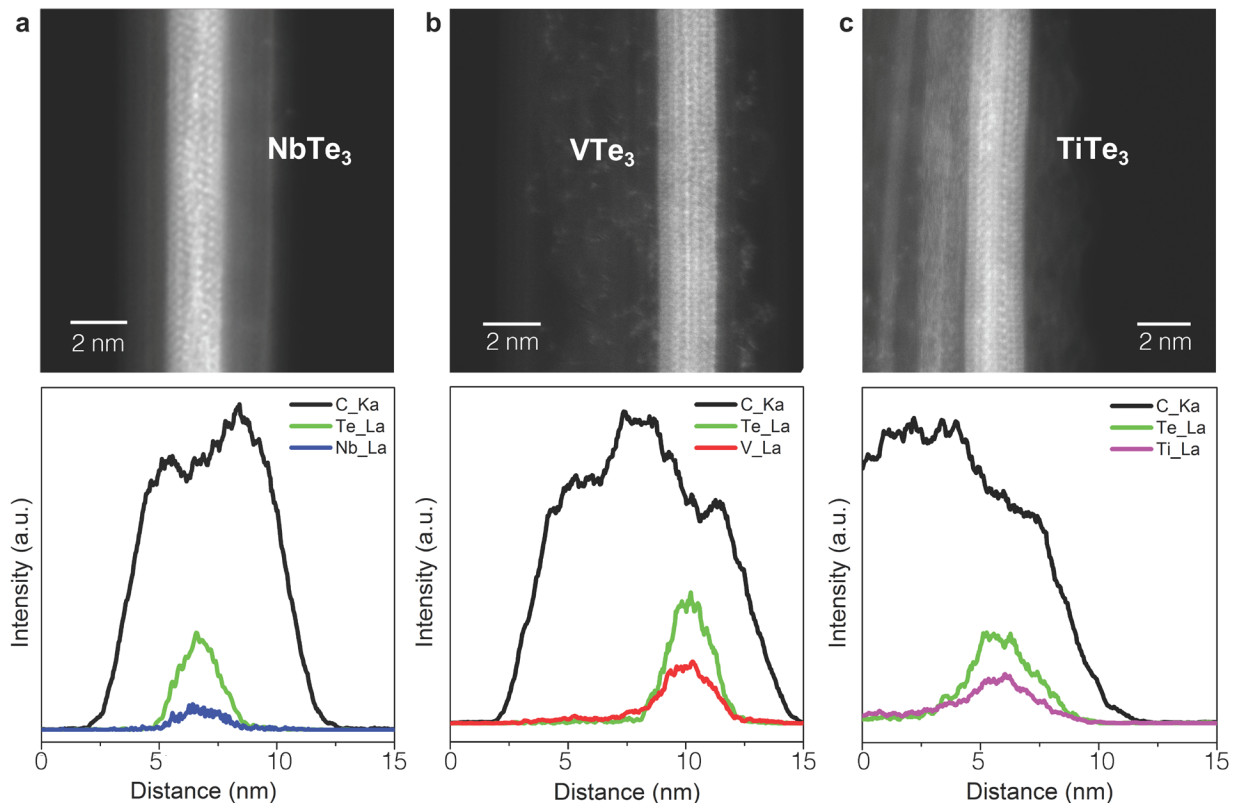 a
NbTe3
2 nm
b
VTe3
2 nm
c
TiTe3
2 nm
C_Ka
Te_La
Nb_La
Intensity (a.u.)
0 5 10 15
Distance (nm)
C_Ka
Te_La
V_La
Intensity (a.u.)
0 5 10 15
Distance (nm)
C_Ka
Te_La
Ti_La
Intensity (a.u.)
0 5 10 15
Distance (nm)